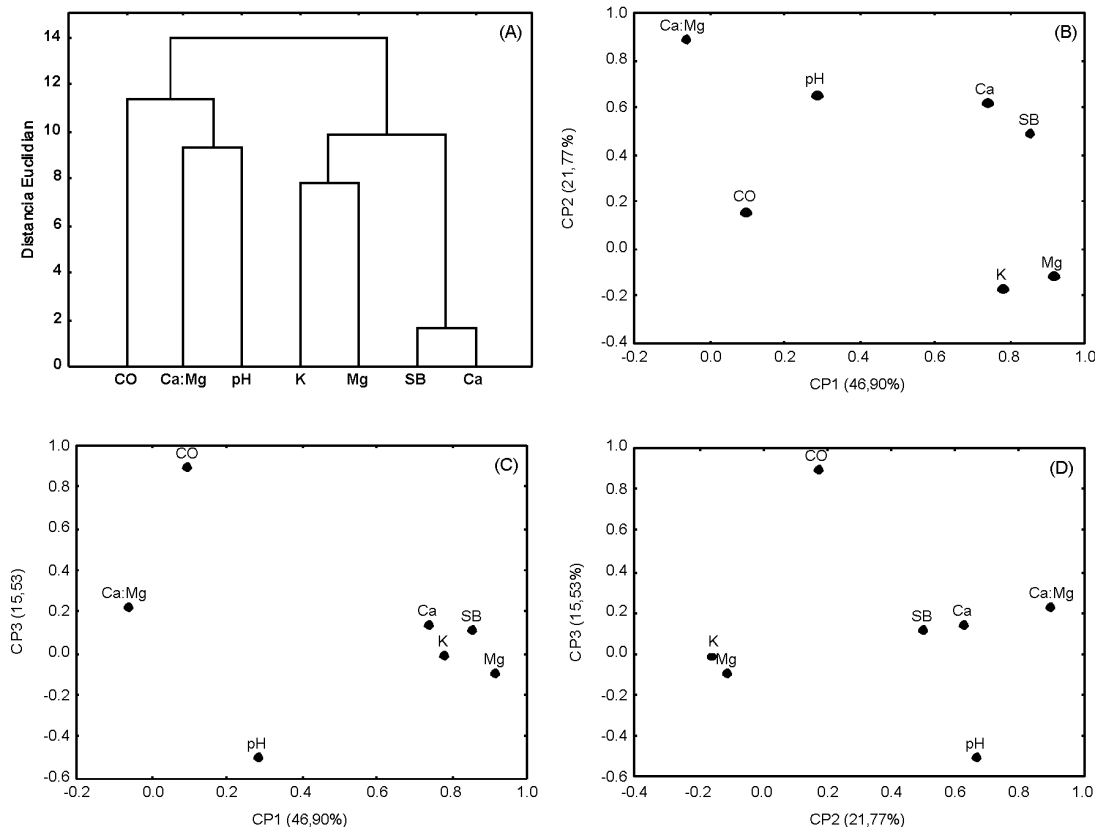 (A)
Distancia Euclidian
14
12
10
8
6
4
2
0
CO Ca:Mg pH K Mg SB Ca
(B)
CP2 (21,77%)
1.0
0.8
0.6
0.4
0.2
0.0
-0.2
-0.4
Ca:Mg
pH
Ca
SB
CO
K
Mg
-0.2 0.0 0.2 0.4 0.6 0.8 1.0
CP1 (46,90%)
(C)
CP3 (15,53)
1.0
0.8
0.6
0.4
0.2
0.0
-0.2
-0.4
-0.6
CO
Ca:Mg
Ca
SB
K
Mg
pH
-0.2 0.0 0.2 0.4 0.6 0.8 1.0
CP1 (46,90%)
(D)
CP3 (15,53%)
1.0
0.8
0.6
0.4
0.2
0.0
-0.2
-0.4
-0.6
CO
Ca:Mg
SB
Ca
K
Mg
pH
-0.4 -0.2 0.0 0.2 0.4 0.6 0.8 1.0
CP2 (21,77%)